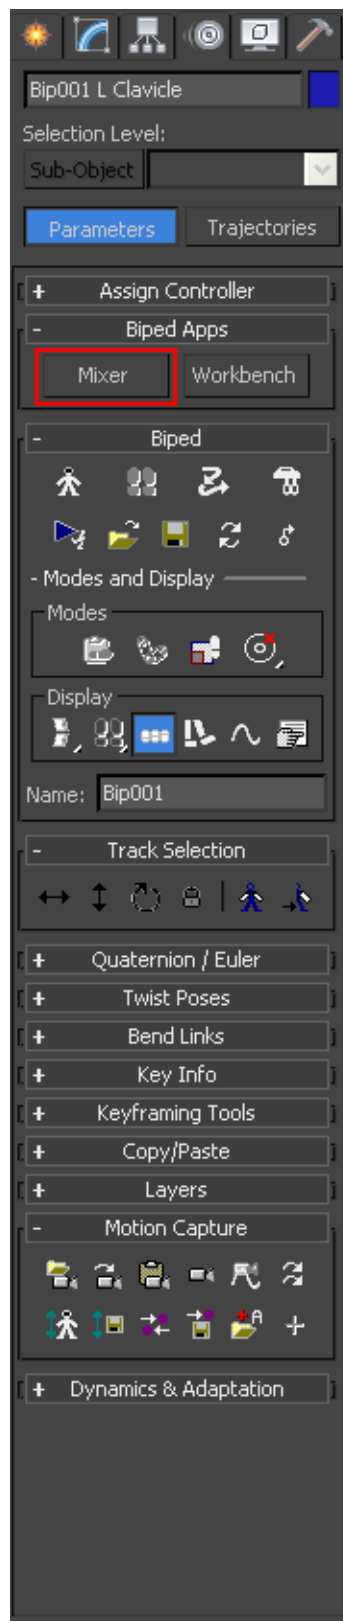 Bip001 L Clavicle
Selection Level:
Sub-Object
Parameters Trajectories
+ Assign Controller
- Biped Apps
Mixer Workbench
- Biped
- Modes and Display
Modes
Display
Name: Bip001
- Track Selection
+ Quaternion / Euler
+ Twist Poses
+ Bend Links
+ Key Info
+ Keyframing Tools
+ Copy/Paste
+ Layers
- Motion Capture
+ Dynamics & Adaptation